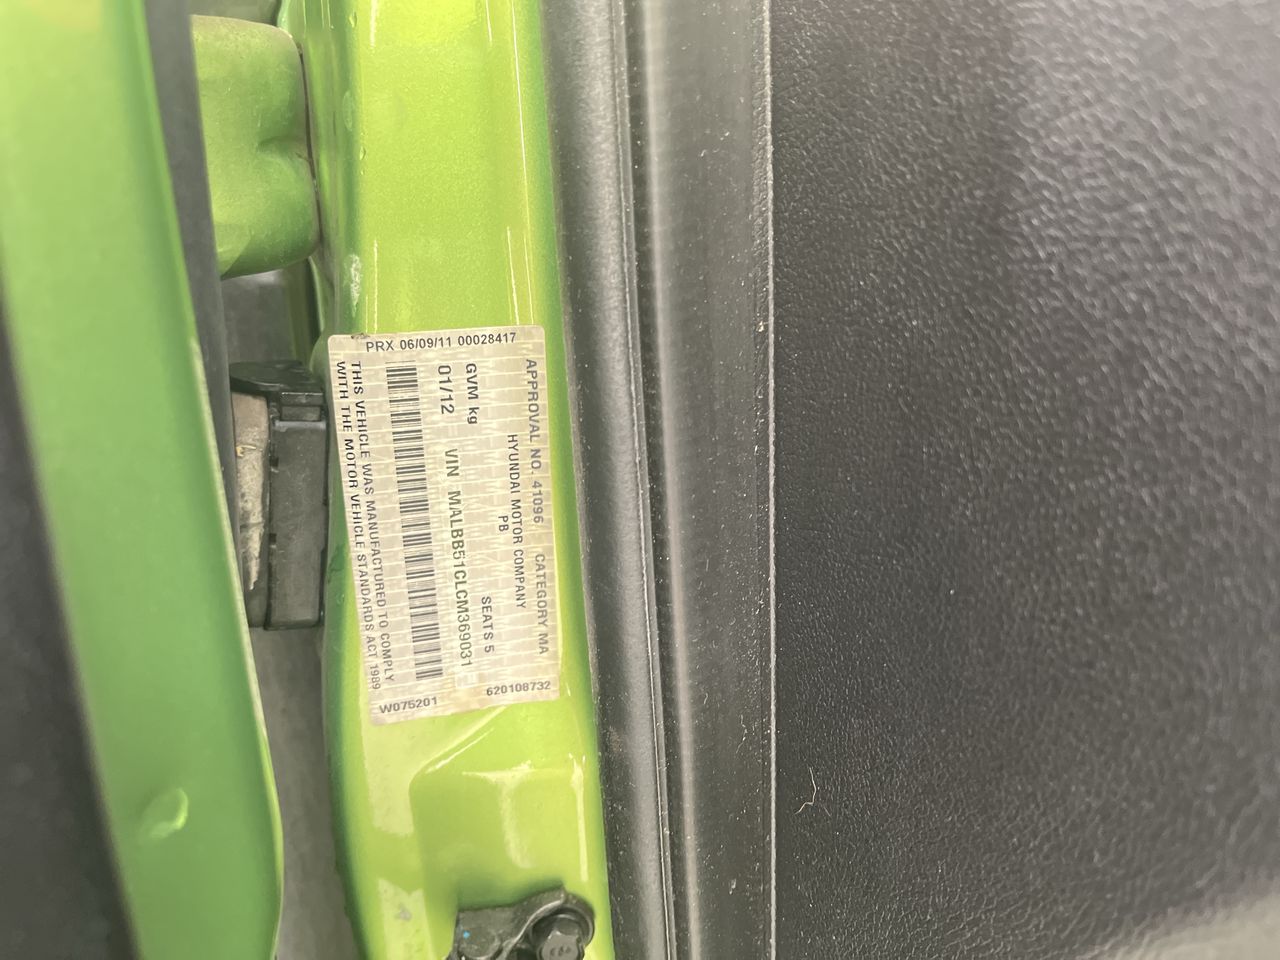 APPROVAL NO. 41096 CATEGORY MA
HYUNDAI MOTOR COMPANY
PB
GVM kg SEATS 5
01/12 VIN MALBB51CLCM369031
THIS VEHICLE WAS MANUFACTURED TO COMPLY
WITH THE MOTOR VEHICLE STANDARDS ACT 1989
PRX 06/09/11 00028417
620108732
W075201